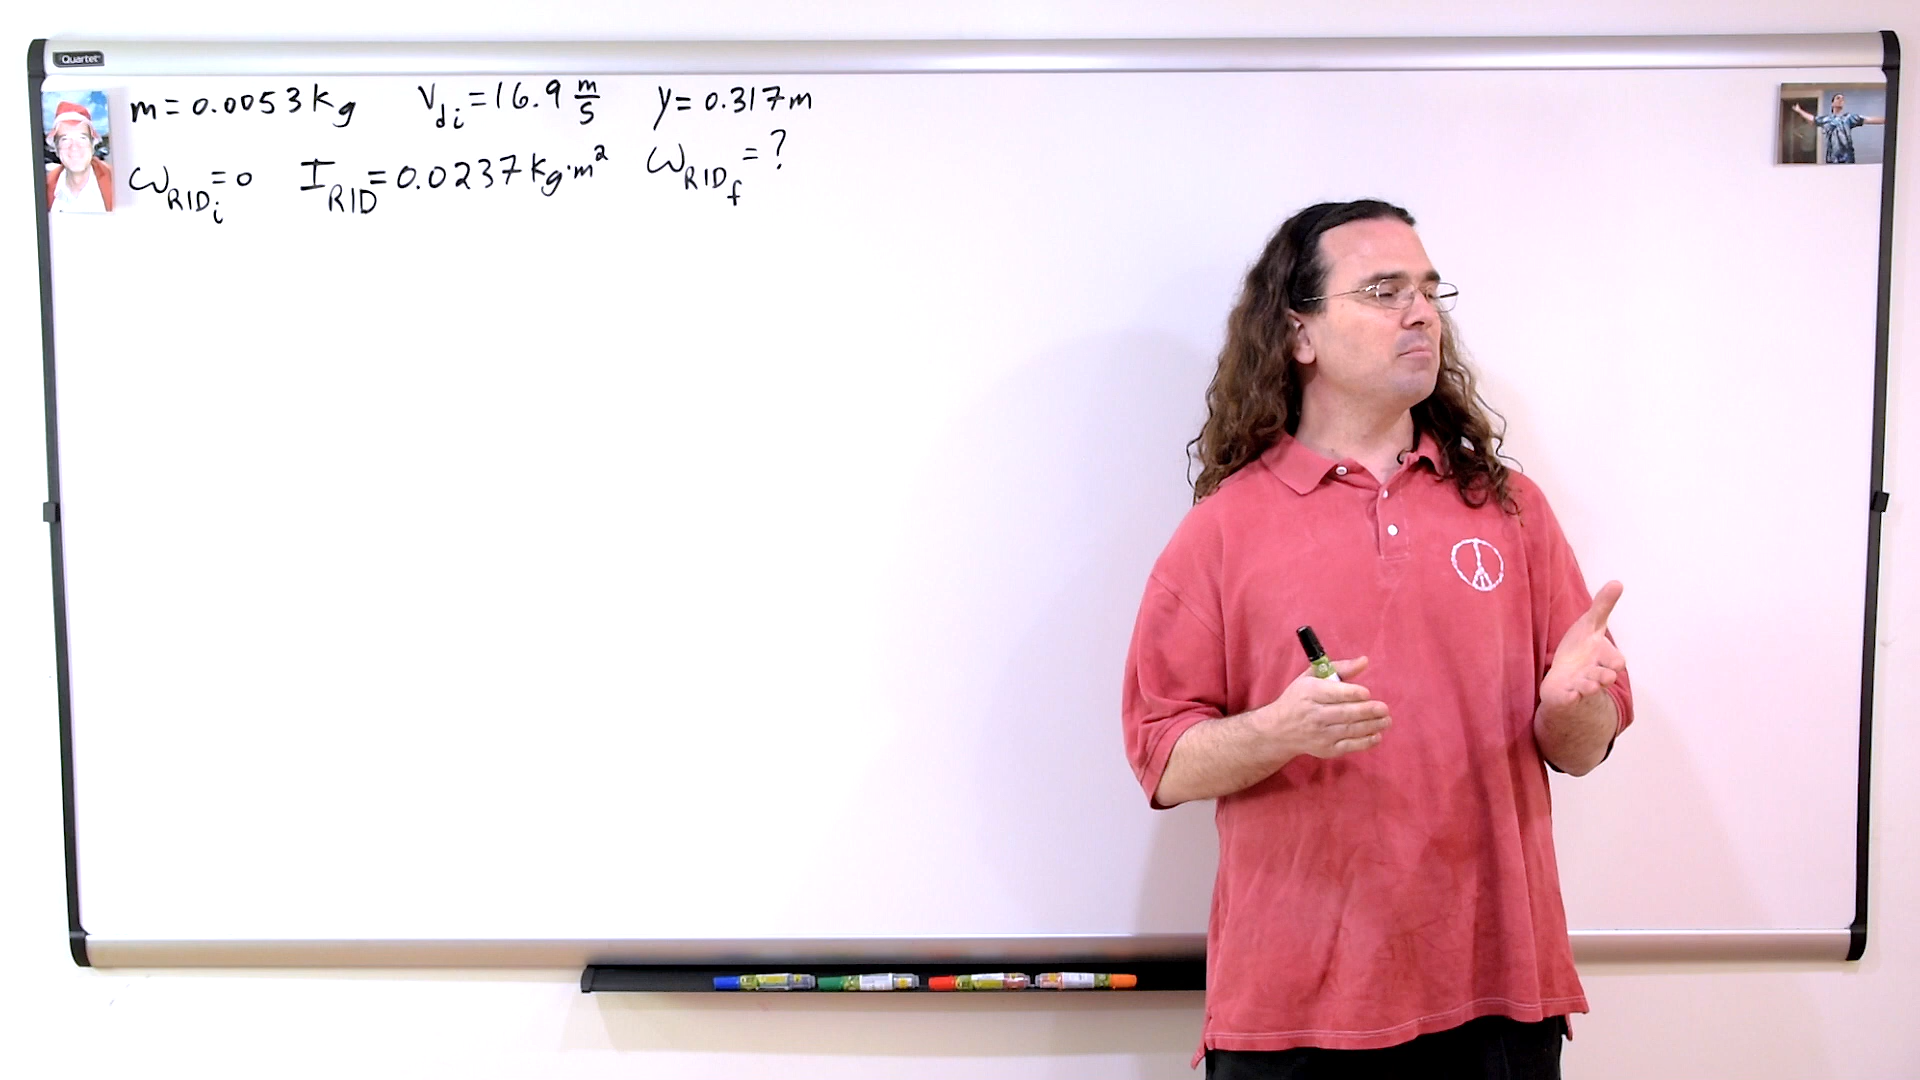 Quartet
m = 0.0053 kg V_di = 16.9 m/s y = 0.317 m
ω_RID_i = 0 I_RID = 0.0237 kg·m² ω_RID_f = ?